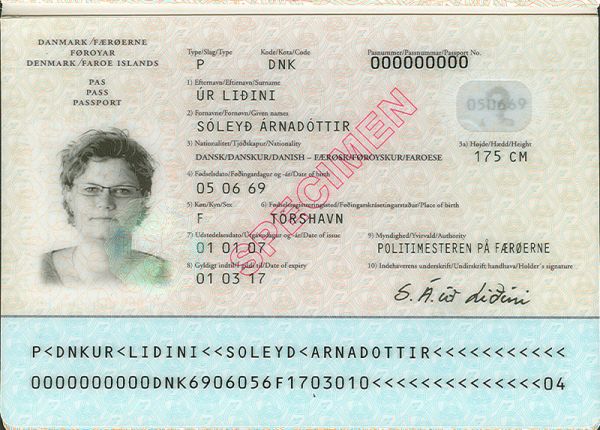 DANMARK/FÆRØERNE
FØROYAR
DENMARK/FAROE ISLANDS
PAS
PASS
PASSPORT
Type/Slag/Type
Kode/Kota/Code
Pasnummer/Passnummar/Passport No.
P
DNK
000000000
1) Efternavn/Eftirnavn/Surname
ÚR LIÐINI
050669
2) Fornavne/Fornøvn/Given names
SÓLEYÐ ÁRNADÓTTIR
3) Nationalitet/Tjóðskapur/Nationality
3a) Højde/Hædd/Height
DANSK/DANSKUR/DANISH – FÆRØSK/FØROYSKUR/FAROESE
175 CM
4) Fødselsdato/Føðingardagur og -ár/Date of birth
05 06 69
5) Køn/Kyn/Sex
6) Fødselsregistreringssted/Føðingarskrásetingarstaður/Place of birth
F
TÓRSHAVN
7) Udstedelsesdato/Útgávudagur og -ár/Date of issue
9) Myndighed/Yvirvald/Authority
01 01 07
POLITIMESTEREN PÅ FÆRØERNE
8) Gyldigt indtil/Í gildi til/Date of expiry
10) Indehaverens underskrift/Undirskrift handhava/Holder's signature
01 03 17
S. Á. úr Liðini
SPECIMEN
P<DNKUR<LIDINI<<SOLEYD<ARNADOTTIR<<<<<<<<<<<
0000000000DNK6906056F1703010<<<<<<<<<<<<<<04